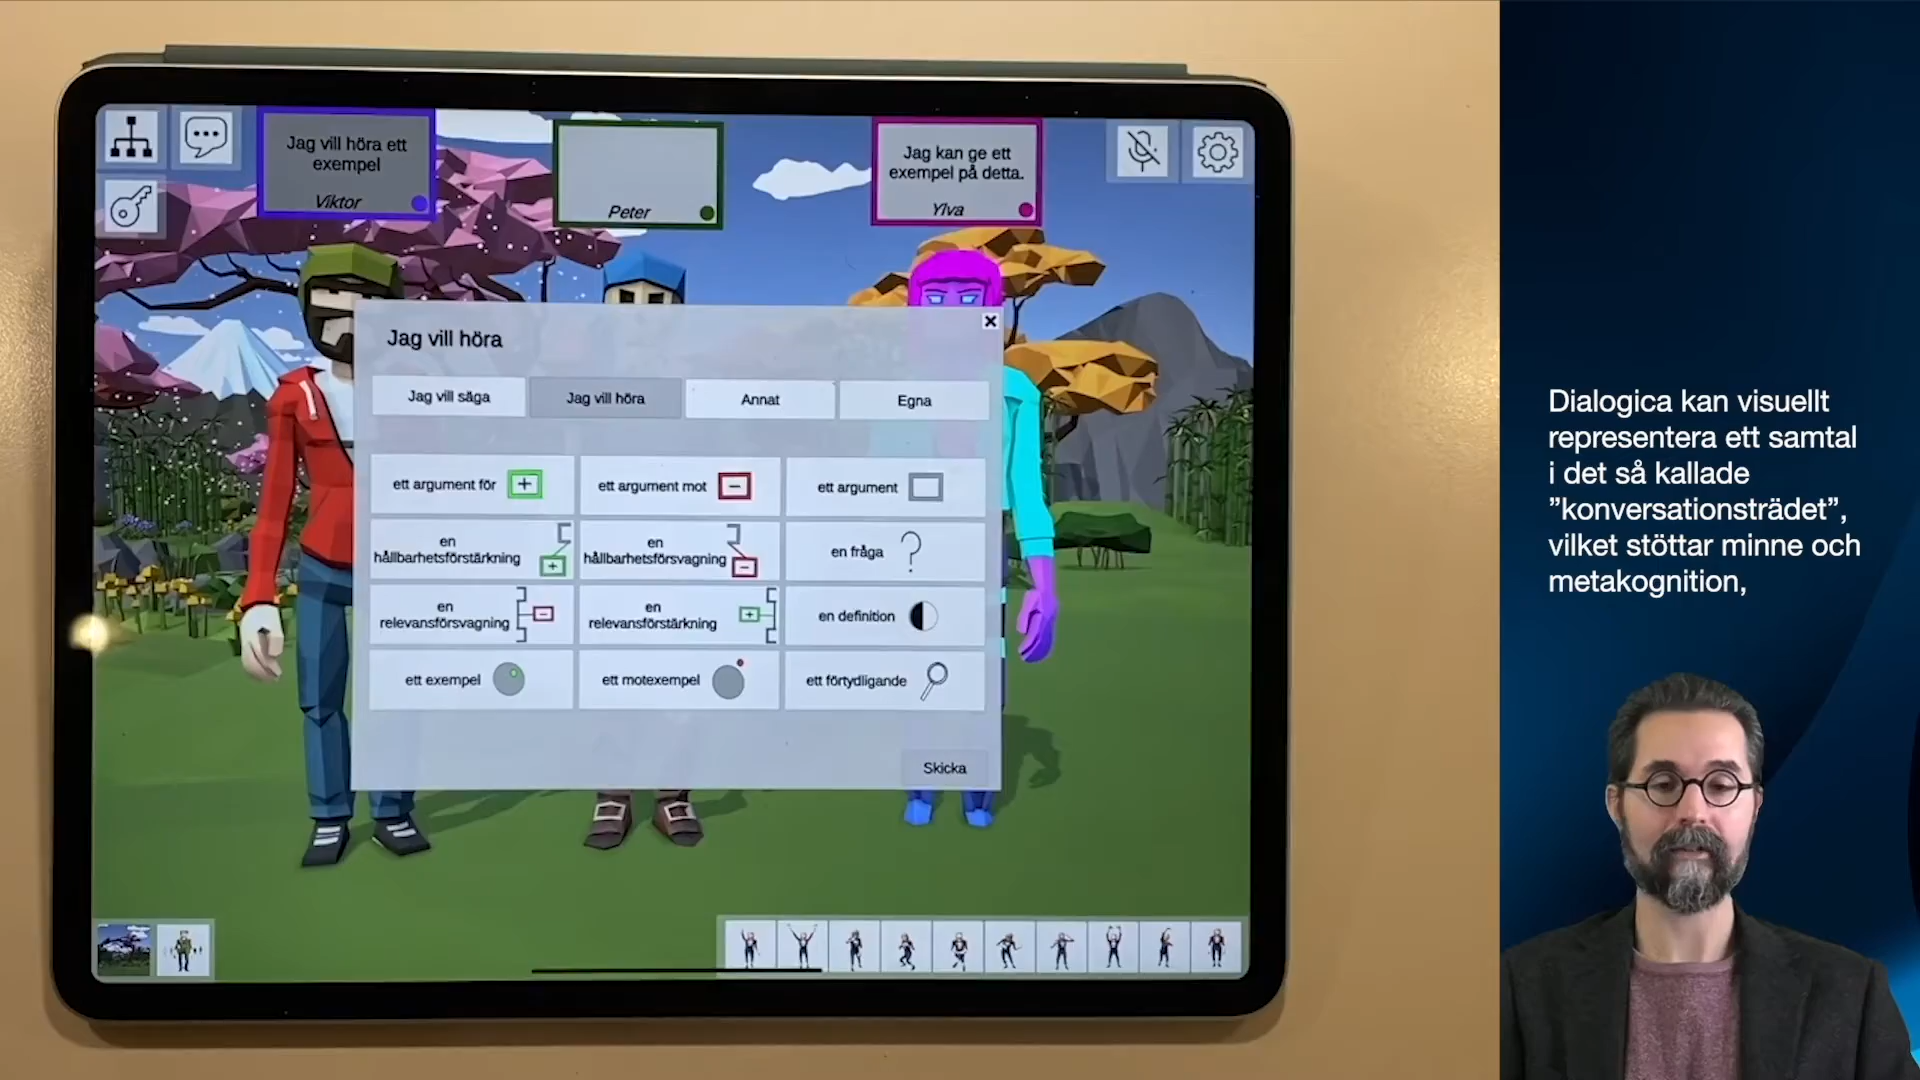 Jag vill höra ett
exempel
Viktor
Peter
Jag kan ge ett
exempel på detta.
Ylva
Jag vill höra
Jag vill säga
Jag vill höra
Annat
Egna
ett argument för
ett argument mot
ett argument
en
hållbarhetsförstärkning
en
hållbarhetsförsvagning
en fråga
en
relevansförsvagning
en
relevansförstärkning
en definition
ett exempel
ett motexempel
ett förtydligande
Skicka
Dialogica kan visuellt
representera ett samtal
i det så kallade
”konversationsträdet”,
vilket stöttar minne och
metakognition,